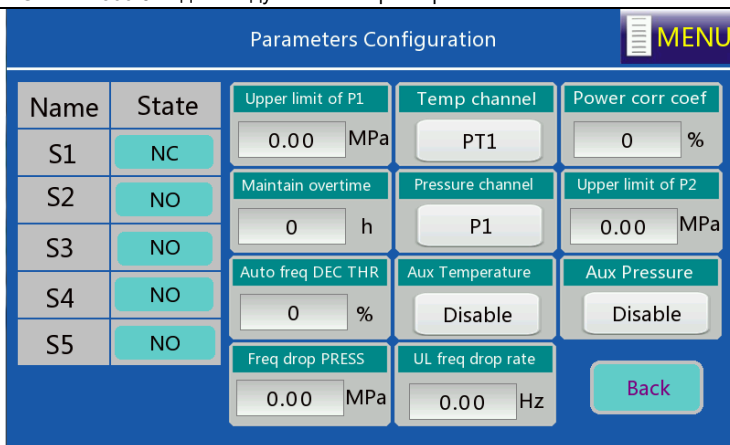 Parameters Configuration
MENU
Name State
S1 NC
S2 NO
S3 NO
S4 NO
S5 NO
Upper limit of P1
0.00 MPa
Temp channel
PT1
Power corr coef
0 %
Maintain overtime
0 h
Pressure channel
P1
Upper limit of P2
0.00 MPa
Auto freq DEC THR
0 %
Aux Temperature
Disable
Aux Pressure
Disable
Freq drop PRESS
0.00 MPa
UL freq drop rate
0.00 Hz
Back